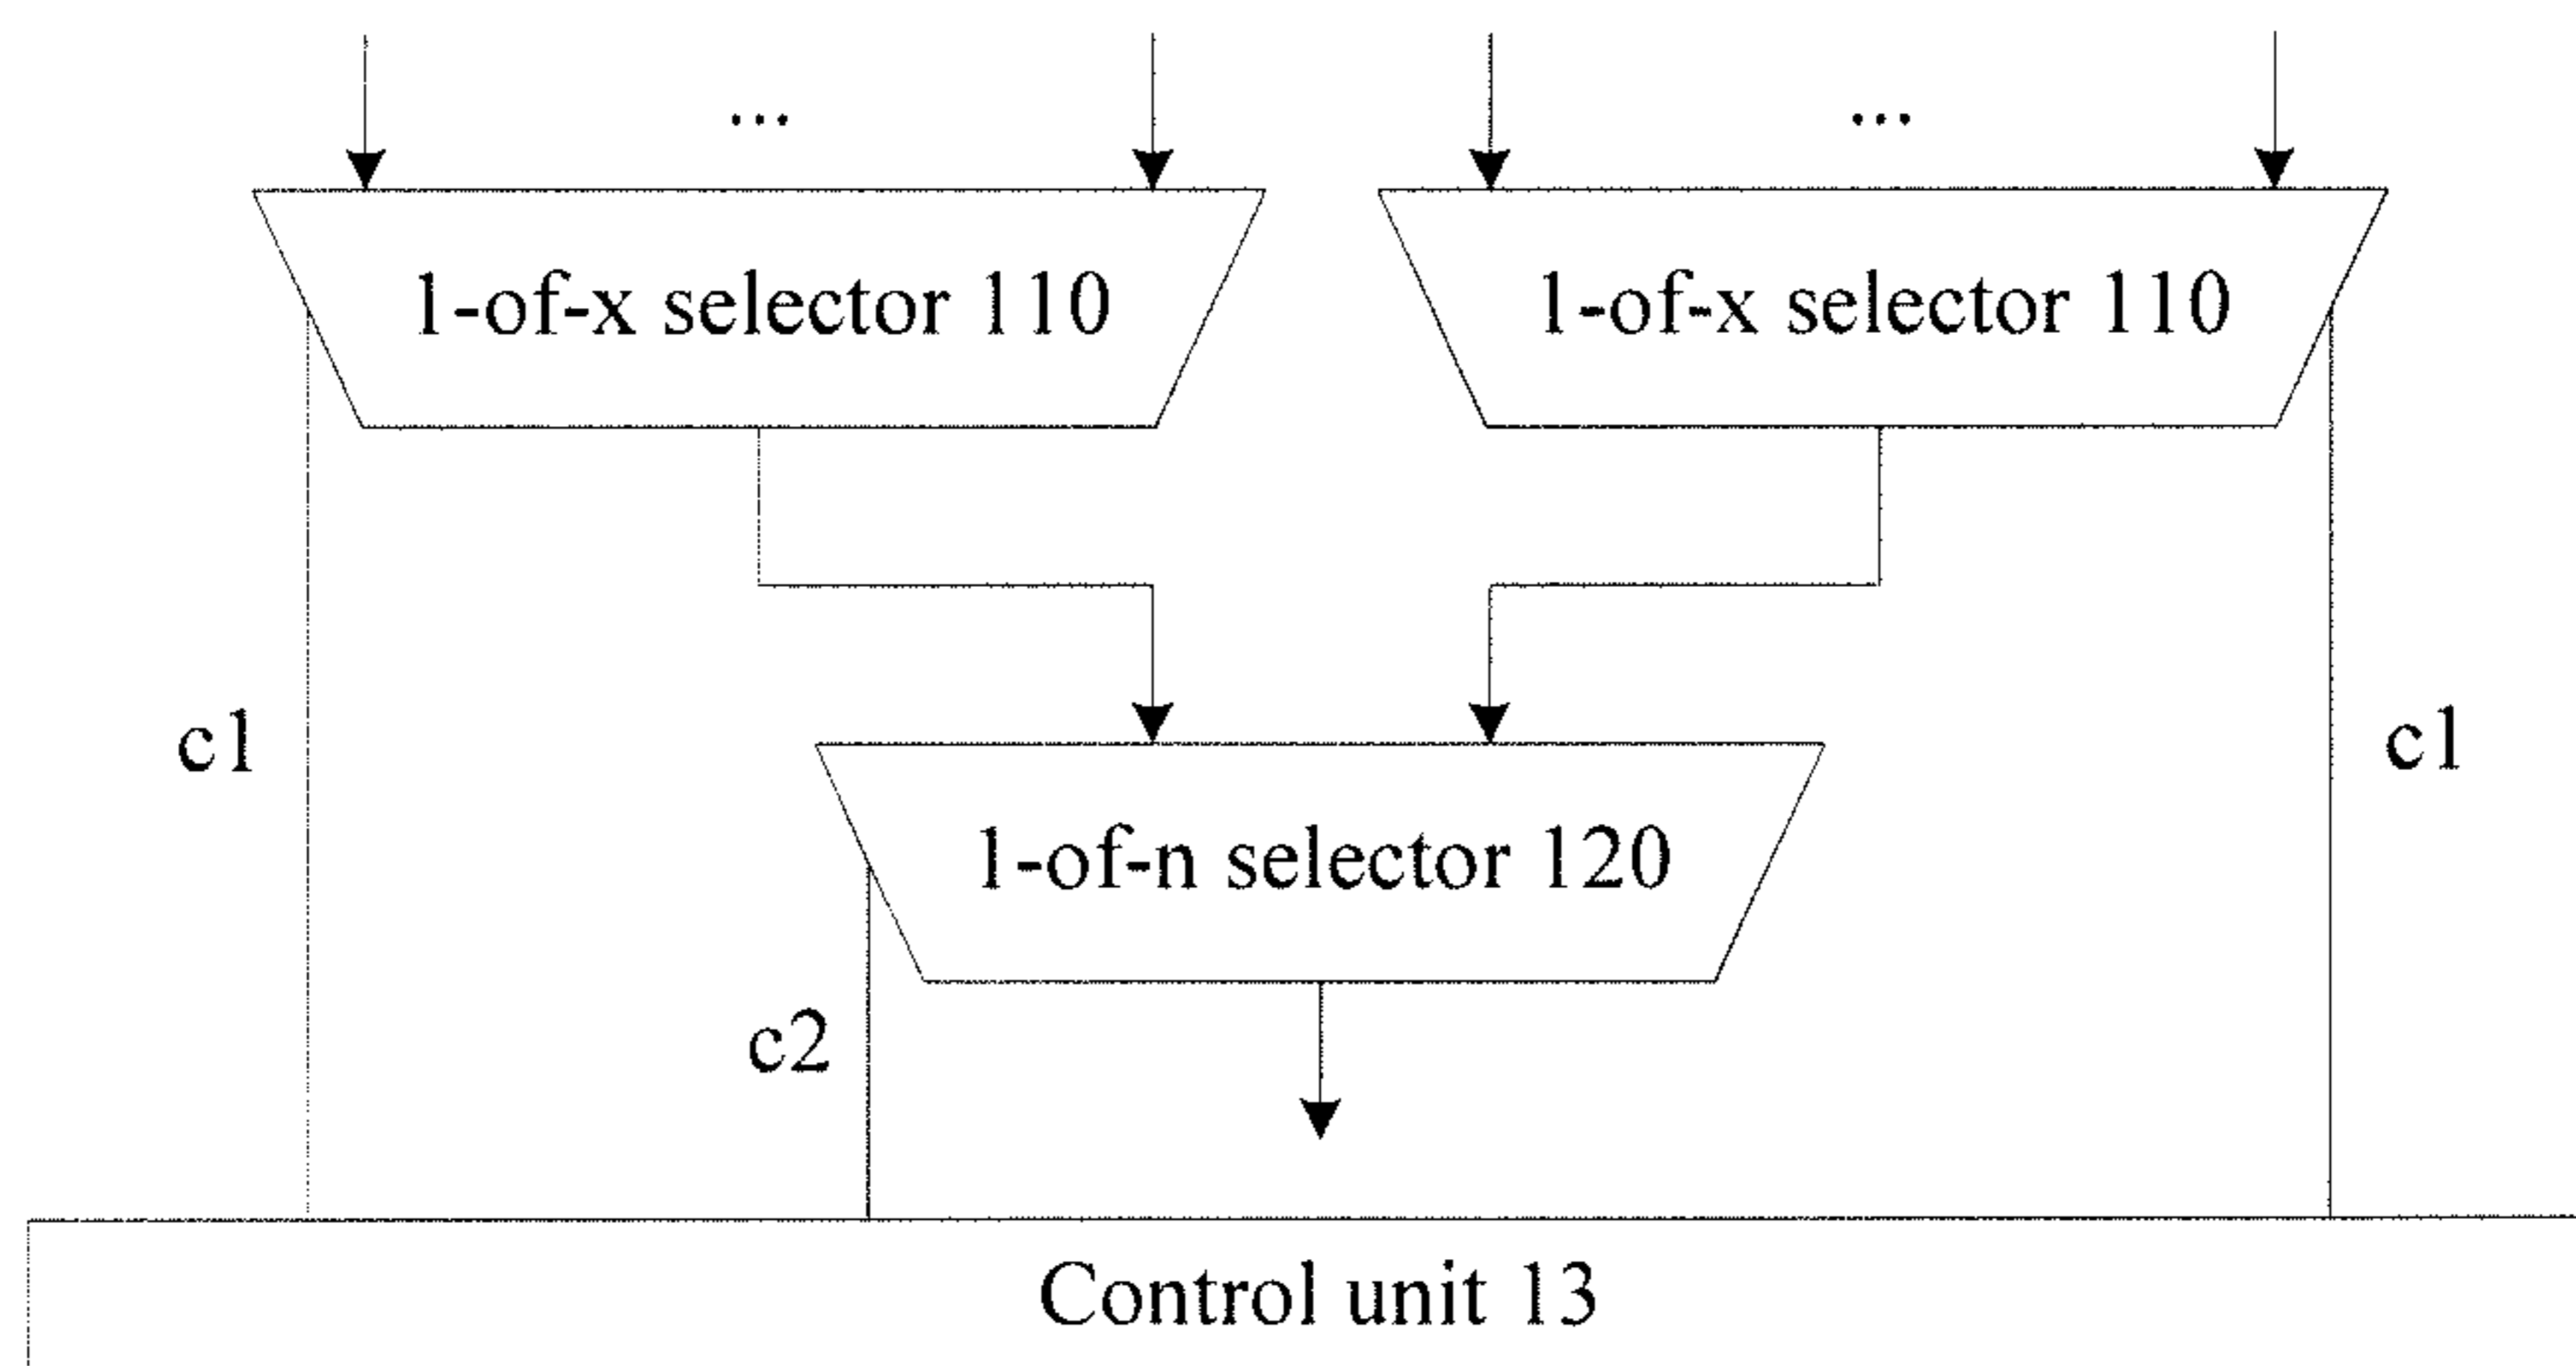 ...
...
1-of-x selector 110
1-of-x selector 110
c1
c1
1-of-n selector 120
c2
Control unit 13